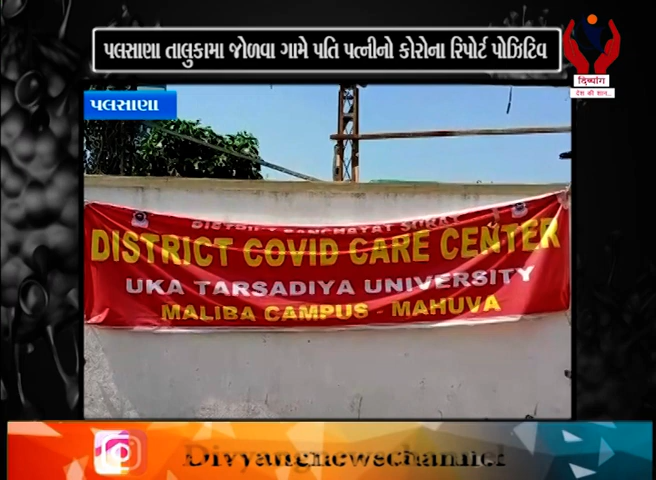 પલસાણા તાલુકામા જોળવા ગામે પતિ પત્નીનો કોરોના રિપોર્ટ પોઝિટિવ
दिव्यांग
देश की शान..
પલસાણા
DISTRICT PANCHAYAT SURAT
DISTRICT COVID CARE CENTER
UKA TARSADIYA UNIVERSITY
MALIBA CAMPUS - MAHUVA
Divyangnewschannel